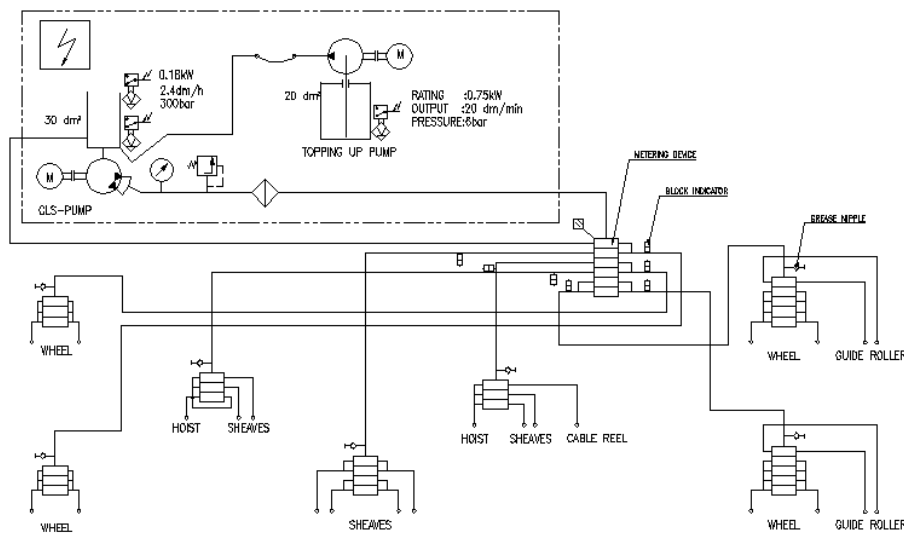 0.18kW
2.4dm/h
300bar
30 dm³
M
CLS-PUMP
M
20 dm³
RATING :0.75kW
OUTPUT :20 dm/min
PRESSURE:6bar
TOPPING UP PUMP
METERING DEVICE
BLOCK INDICATOR
GREASE NIPPLE
WHEEL
WHEEL
GUIDE ROLLER
HOIST
SHEAVES
HOIST
SHEAVES
CABLE REEL
WHEEL
SHEAVES
WHEEL
GUIDE ROLLER